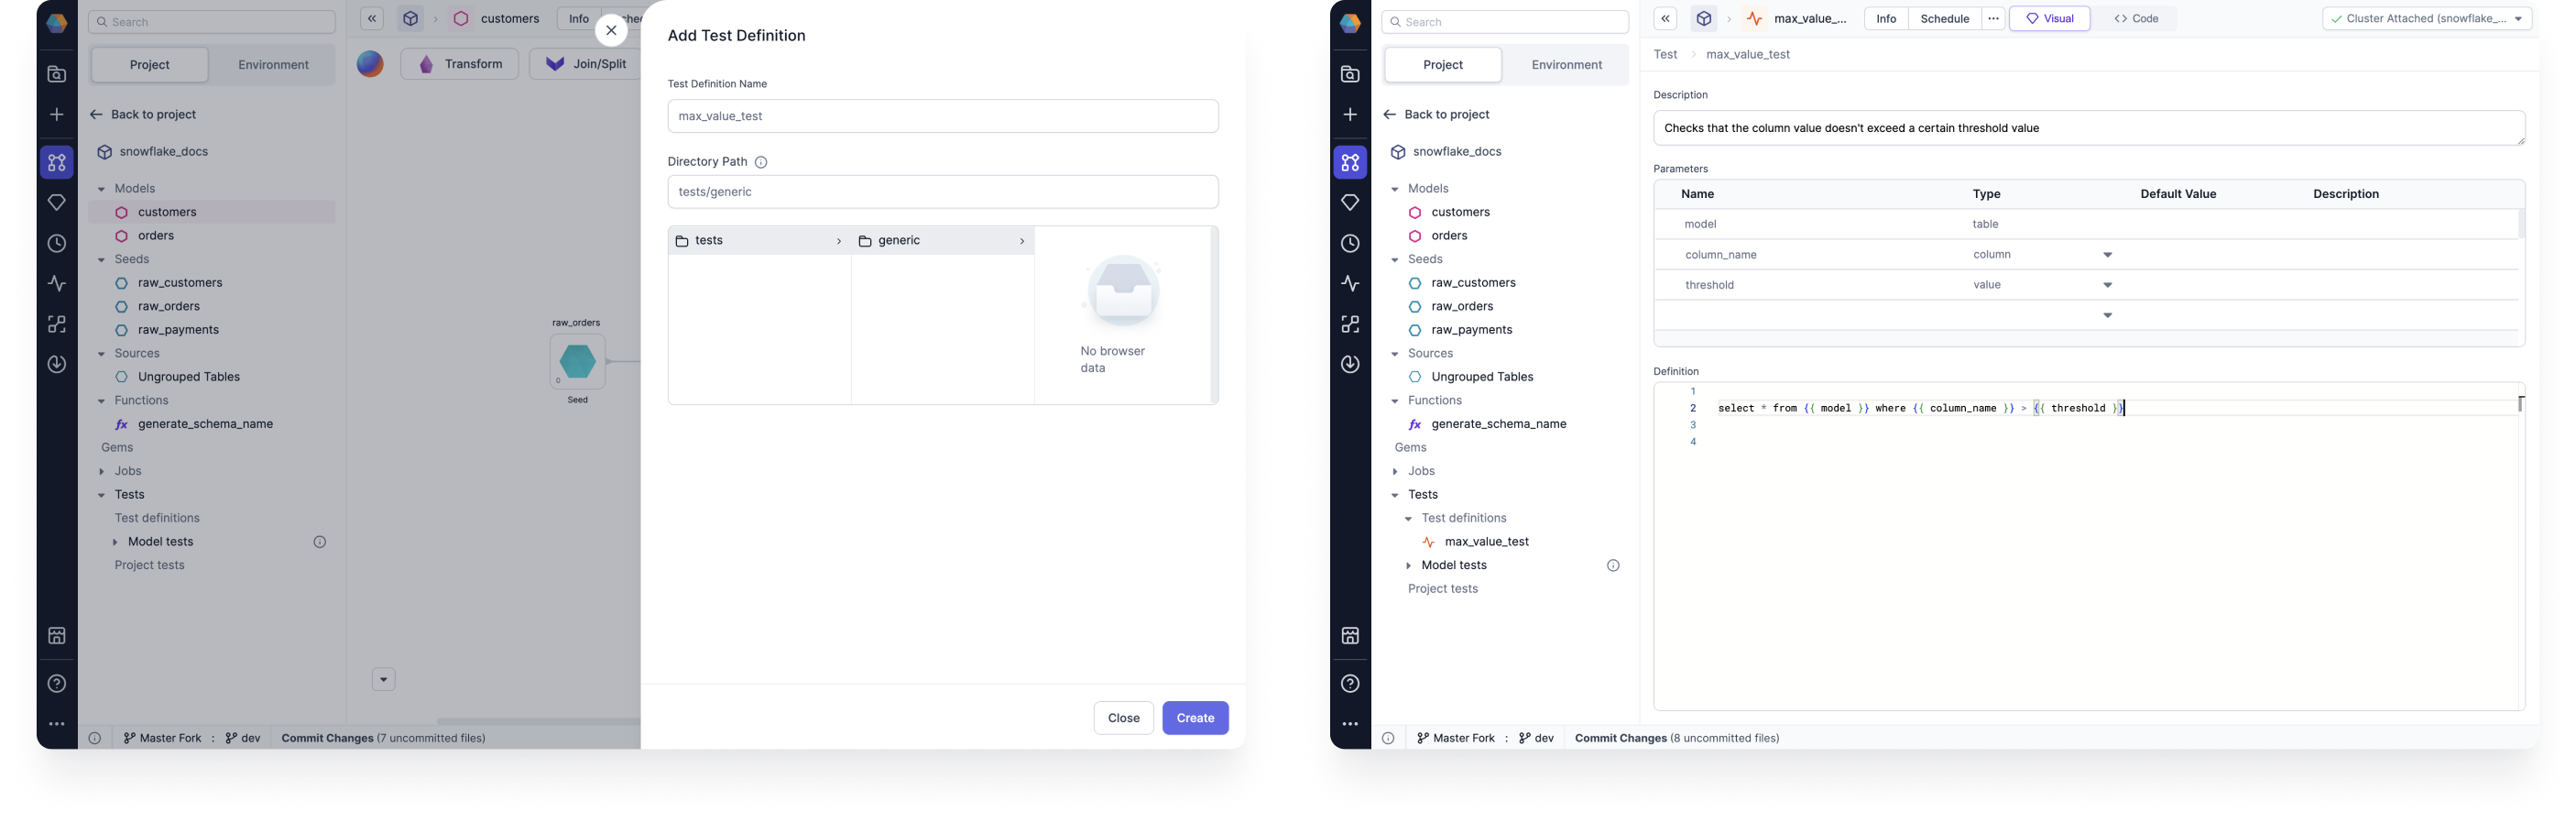 Search
Project
Environment
Back to project
snowflake_docs
Models
customers
orders
Seeds
raw_customers
raw_orders
raw_payments
Sources
Ungrouped Tables
Functions
fx generate_schema_name
Gems
Jobs
Tests
Test definitions
Model tests
Project tests
customers
Info
Transform
Join/Split
raw_orders
0
Seed
Master Fork : dev
Commit Changes (7 uncommitted files)
Add Test Definition
Test Definition Name
max_value_test
Directory Path
tests/generic
tests
generic
No browser
data
Close
Create
Search
Project
Environment
Back to project
snowflake_docs
Models
customers
orders
Seeds
raw_customers
raw_orders
raw_payments
Sources
Ungrouped Tables
Functions
fx generate_schema_name
Gems
Jobs
Tests
Test definitions
max_value_test
Model tests
Project tests
max_value_...
Info
Schedule
Visual
Code
Cluster Attached (snowflake_...
Test > max_value_test
Description
Checks that the column value doesn't exceed a certain threshold value
Parameters
Name Type Default Value Description
model table
column_name column
threshold value
Definition
1
2 select * from {{ model }} where {{ column_name }} > {{ threshold }}
3
4
Master Fork : dev
Commit Changes (8 uncommitted files)